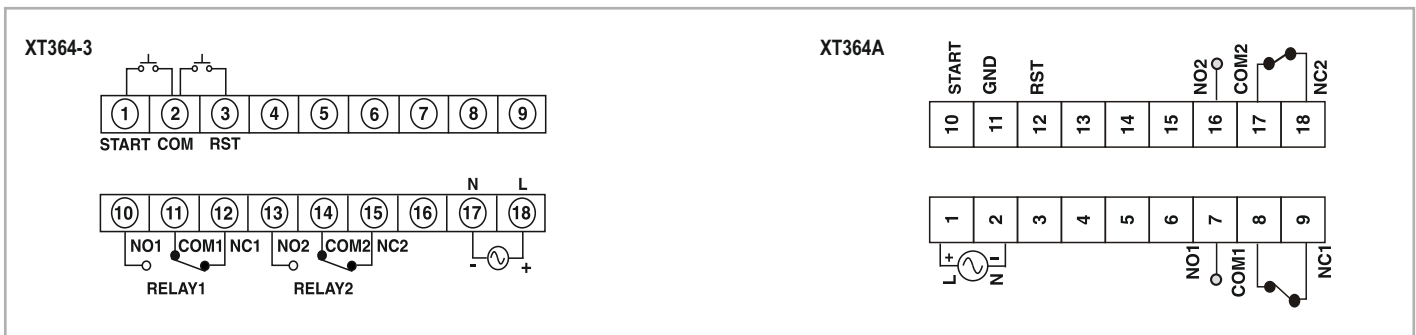 XT364-3
1 2 3 4 5 6 7 8 9
START COM RST
N L
10 11 12 13 14 15 16 17 18
NO1 COM1 NC1 NO2 COM2 NC2 - +
RELAY1 RELAY2
XT364A
START GND RST NO2 COM2 NC2
10 11 12 13 14 15 16 17 18
1 2 3 4 5 6 7 8 9
L + N - NO1 COM1 NC1